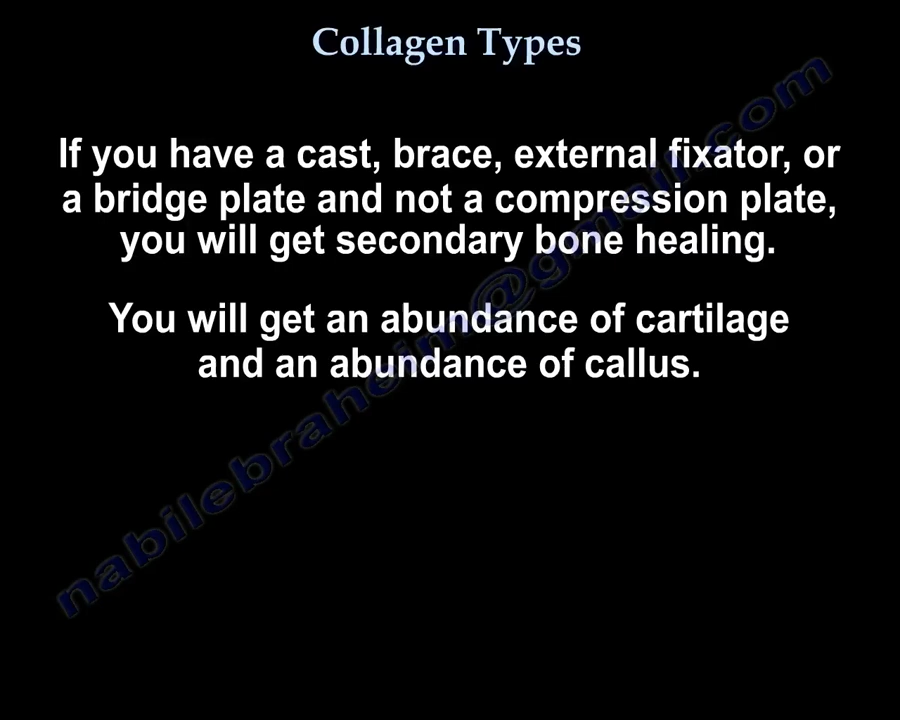 Collagen Types
If you have a cast, brace, external fixator, or
a bridge plate and not a compression plate,
you will get secondary bone healing.
You will get an abundance of cartilage
and an abundance of callus.
nabilebraheim@gmail.com